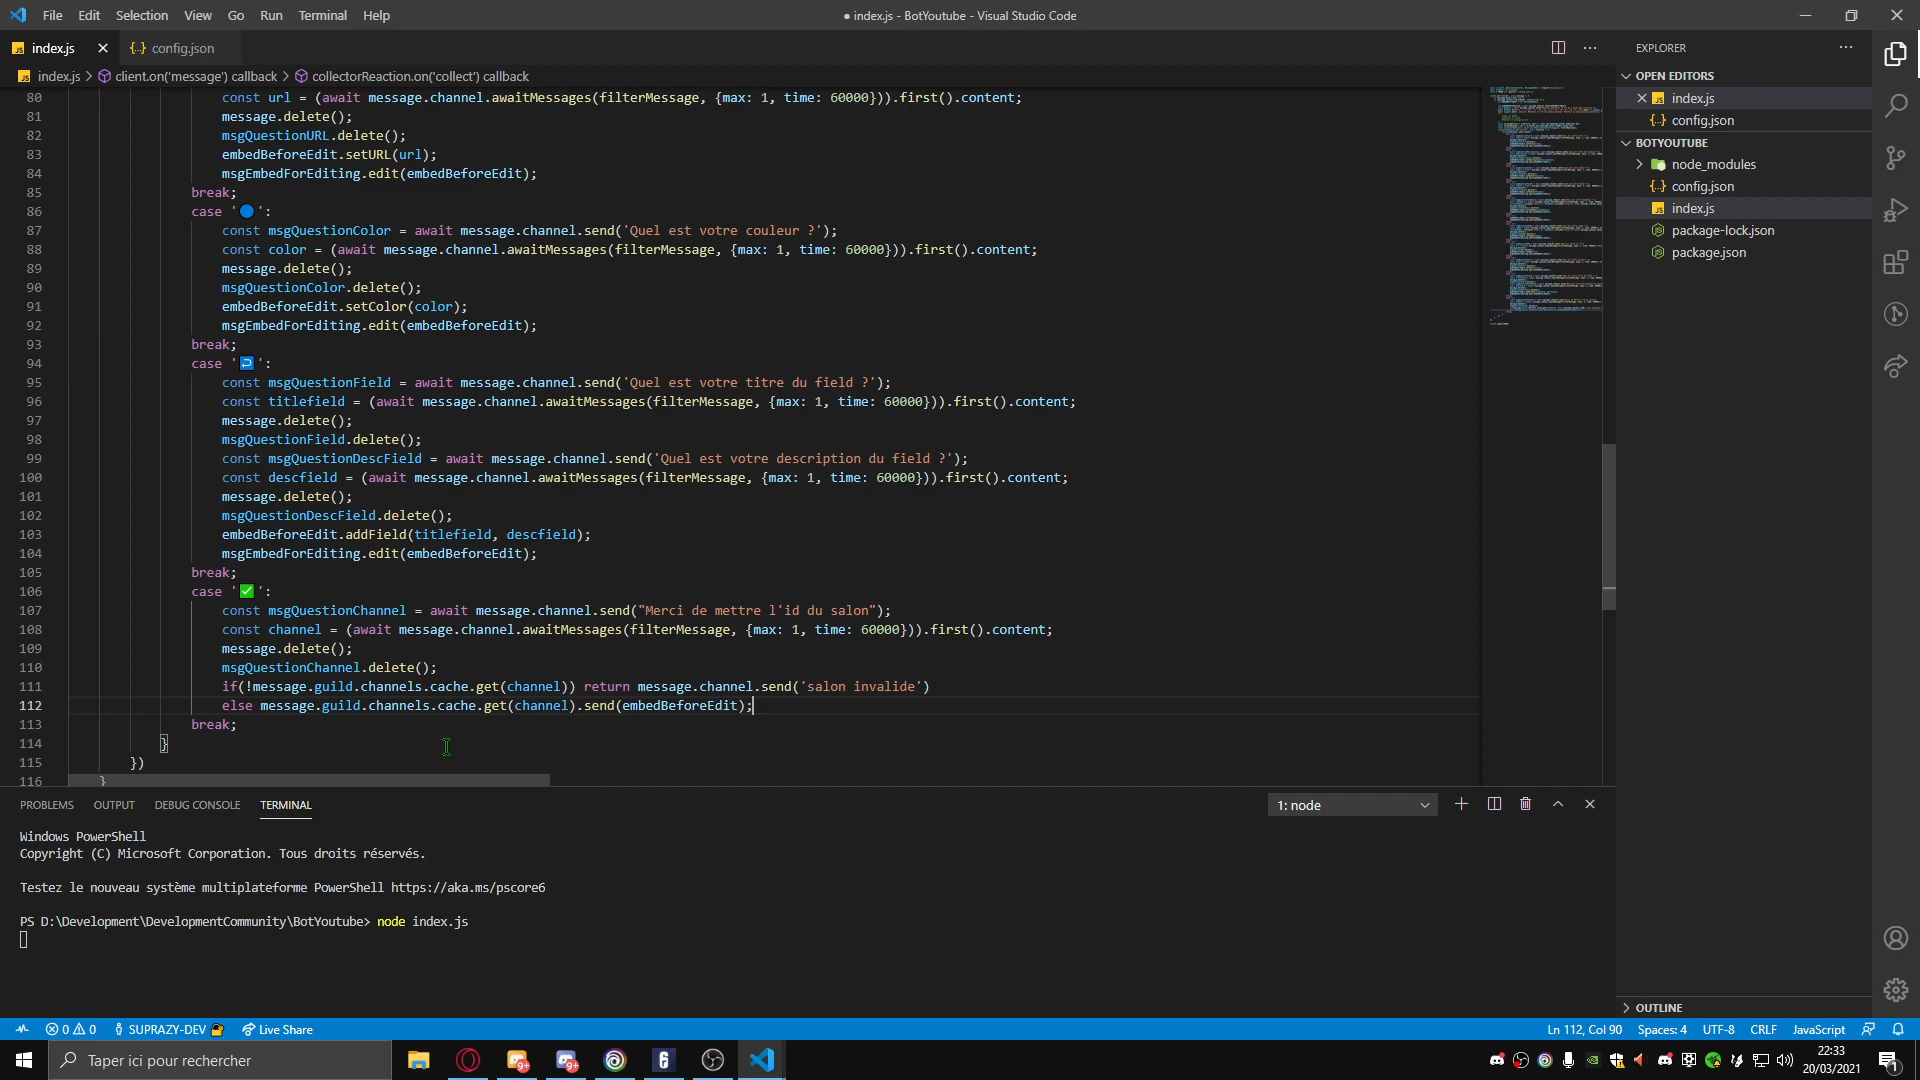 File Edit Selection View Go Run Terminal Help
● index.js - BotYoutube - Visual Studio Code
index.js
config.json
EXPLORER
index.js > client.on('message') callback > collectorReaction.on('collect') callback
OPEN EDITORS
index.js
config.json
BOTYOUTUBE
node_modules
config.json
index.js
package-lock.json
package.json
80 const url = (await message.channel.awaitMessages(filterMessage, {max: 1, time: 60000})).first().content;
81 message.delete();
82 msgQuestionURL.delete();
83 embedBeforeEdit.setURL(url);
84 msgEmbedForEditing.edit(embedBeforeEdit);
85 break;
86 case '🔵':
87 const msgQuestionColor = await message.channel.send('Quel est votre couleur ?');
88 const color = (await message.channel.awaitMessages(filterMessage, {max: 1, time: 60000})).first().content;
89 message.delete();
90 msgQuestionColor.delete();
91 embedBeforeEdit.setColor(color);
92 msgEmbedForEditing.edit(embedBeforeEdit);
93 break;
94 case '↩️':
95 const msgQuestionField = await message.channel.send('Quel est votre titre du field ?');
96 const titlefield = (await message.channel.awaitMessages(filterMessage, {max: 1, time: 60000})).first().content;
97 message.delete();
98 msgQuestionField.delete();
99 const msgQuestionDescField = await message.channel.send('Quel est votre description du field ?');
100 const descfield = (await message.channel.awaitMessages(filterMessage, {max: 1, time: 60000})).first().content;
101 message.delete();
102 msgQuestionDescField.delete();
103 embedBeforeEdit.addField(titlefield, descfield);
104 msgEmbedForEditing.edit(embedBeforeEdit);
105 break;
106 case '✅':
107 const msgQuestionChannel = await message.channel.send("Merci de mettre l'id du salon");
108 const channel = (await message.channel.awaitMessages(filterMessage, {max: 1, time: 60000})).first().content;
109 message.delete();
110 msgQuestionChannel.delete();
111 if(!message.guild.channels.cache.get(channel)) return message.channel.send('salon invalide')
112 else message.guild.channels.cache.get(channel).send(embedBeforeEdit);
113 break;
114 }
115 })
116 }
PROBLEMS OUTPUT DEBUG CONSOLE TERMINAL
1: node
Windows PowerShell
Copyright (C) Microsoft Corporation. Tous droits réservés.
Testez le nouveau système multiplateforme PowerShell https://aka.ms/pscore6
PS D:\Development\DevelopmentCommunity\BotYoutube> node index.js
OUTLINE
0 0 SUPRAZY-DEV Live Share
Ln 112, Col 90 Spaces: 4 UTF-8 CRLF JavaScript
Taper ici pour rechercher
9+
9+
22:33
20/03/2021
1